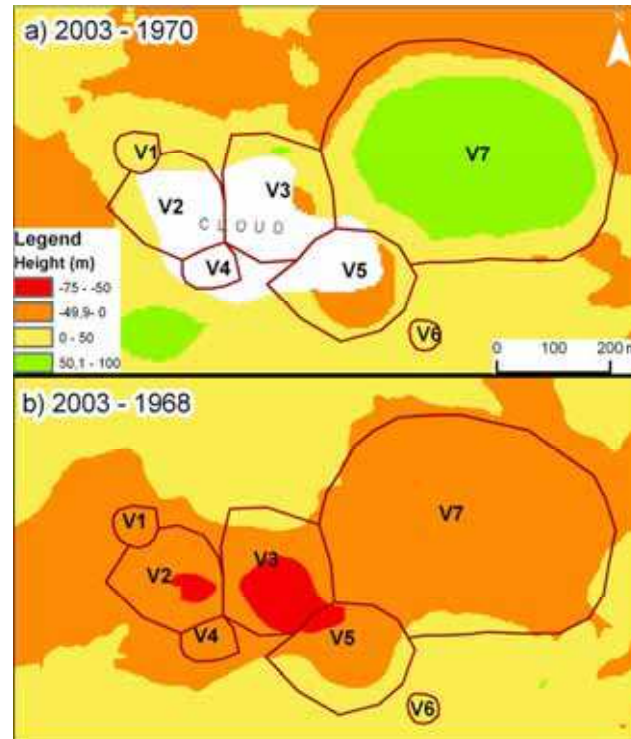 a) 2003 - 1970
N
V1
V2
V3
V7
CLOUD
V4
V5
V6
Legend
Height (m)
-75 - -50
-49,9- 0
0 - 50
50,1 - 100
0 100 200 m
b) 2003 - 1968
V1
V2
V3
V7
V4
V5
V6